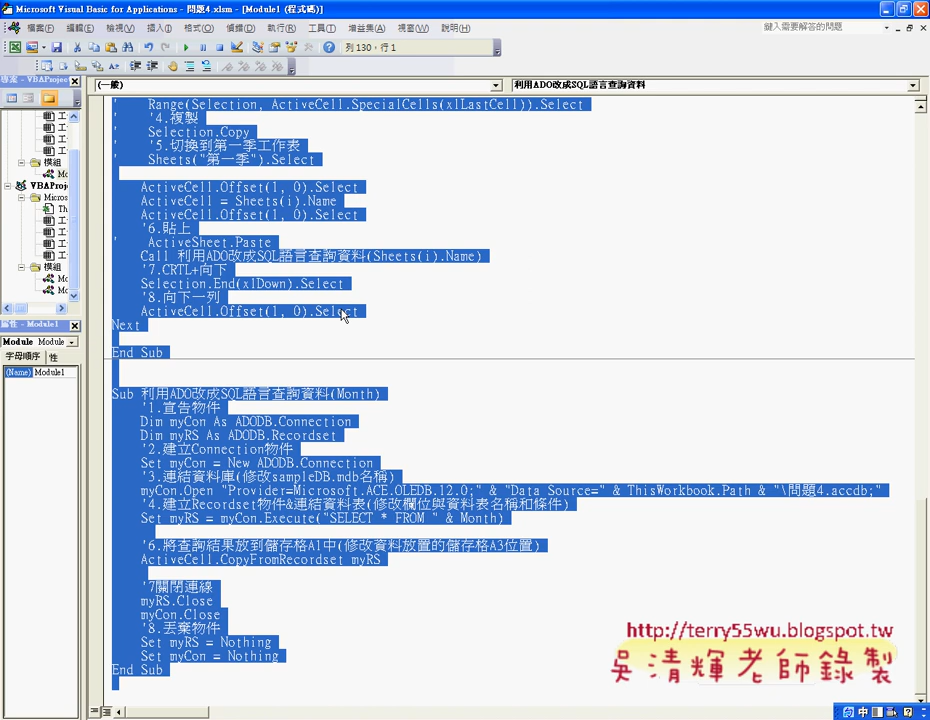 Microsoft Visual Basic for Applications - 問題4.xlsm - [Module1 (程式碼)]
檔案(F) 編輯(E) 檢視(V) 插入(I) 格式(O) 偵錯(D) 執行(R) 工具(T) 增益集(A) 視窗(W) 說明(H)
鍵入需要解答的問題
列 130，行 1
專案 - VBAProject
(一般)
利用ADO改成SQL語言查詢資料
模組
VBAProj
Micros
Th
模組
屬性 - Module1
Module Module
字母順序 性
(Name) Module1
' Range(Selection, ActiveCell.SpecialCells(xlLastCell)).Select
' '4.複製
' Selection.Copy
' '5.切換到第一季工作表
' Sheets("第一季").Select
ActiveCell.Offset(1, 0).Select
ActiveCell = Sheets(i).Name
ActiveCell.Offset(1, 0).Select
'6.貼上
' ActiveSheet.Paste
Call 利用ADO改成SQL語言查詢資料(Sheets(i).Name)
'7.CRTL+向下
Selection.End(xlDown).Select
'8.向下一列
ActiveCell.Offset(1, 0).Select
Next
End Sub
Sub 利用ADO改成SQL語言查詢資料(Month)
'1.宣告物件
Dim myCon As ADODB.Connection
Dim myRS As ADODB.Recordset
'2.建立Connection物件
Set myCon = New ADODB.Connection
'3.連結資料庫(修改sampleDB.mdb名稱)
myCon.Open "Provider=Microsoft.ACE.OLEDB.12.0;" & "Data Source=" & ThisWorkbook.Path & "\問題4.accdb;"
'4.建立Recordset物件&連結資料表(修改欄位與資料表名稱和條件)
Set myRS = myCon.Execute("SELECT * FROM " & Month)
'6.將查詢結果放到儲存格A1中(修改資料放置的儲存格A3位置)
ActiveCell.CopyFromRecordset myRS
'7關閉連線
myRS.Close
myCon.Close
'8.丟棄物件
Set myRS = Nothing
Set myCon = Nothing
End Sub
http://terry55wu.blogspot.tw
吳清輝老師錄製
中